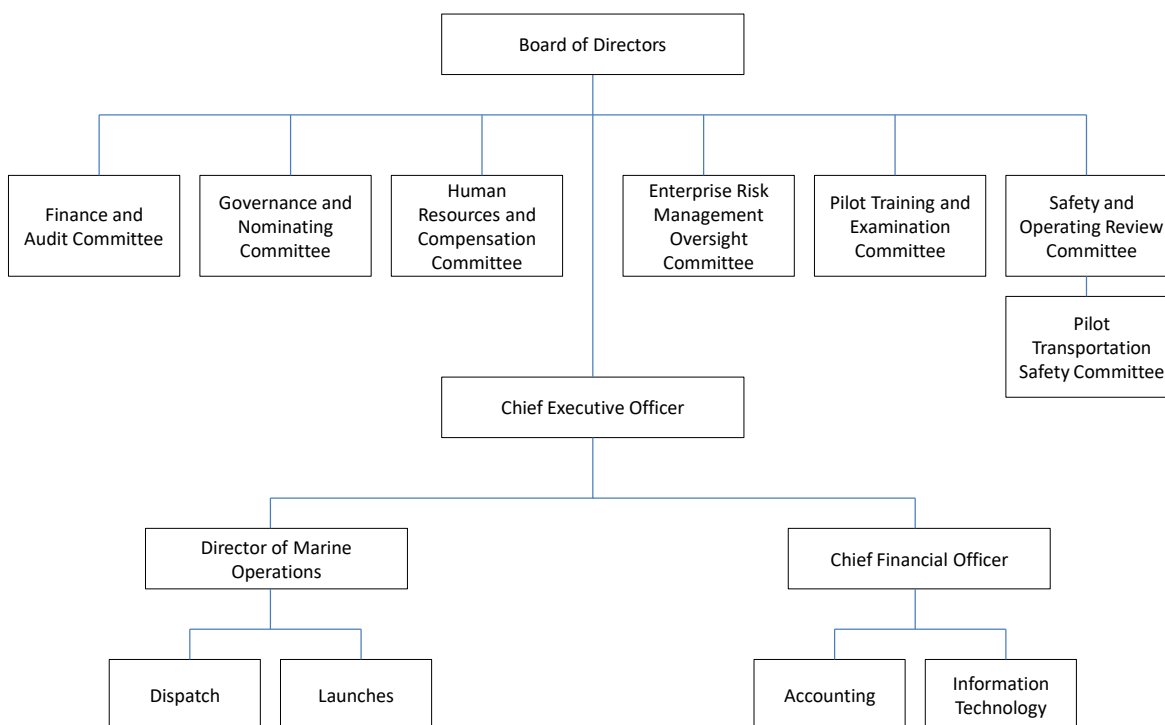 Board of Directors
Finance and
Audit Committee
Governance and
Nominating
Committee
Human
Resources and
Compensation
Committee
Enterprise Risk
Management
Oversight
Committee
Pilot Training and
Examination
Committee
Safety and
Operating Review
Committee
Pilot
Transportation
Safety Committee
Chief Executive Officer
Director of Marine
Operations
Chief Financial Officer
Dispatch
Launches
Accounting
Information
Technology